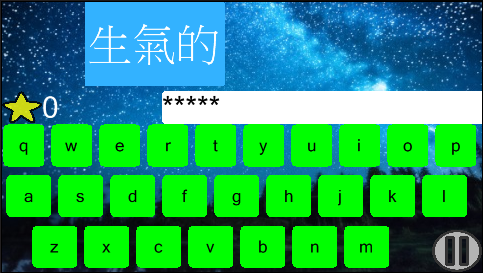 生氣的
0
*****
q w e r t y u i o p
a s d f g h j k l
z x c v b n m